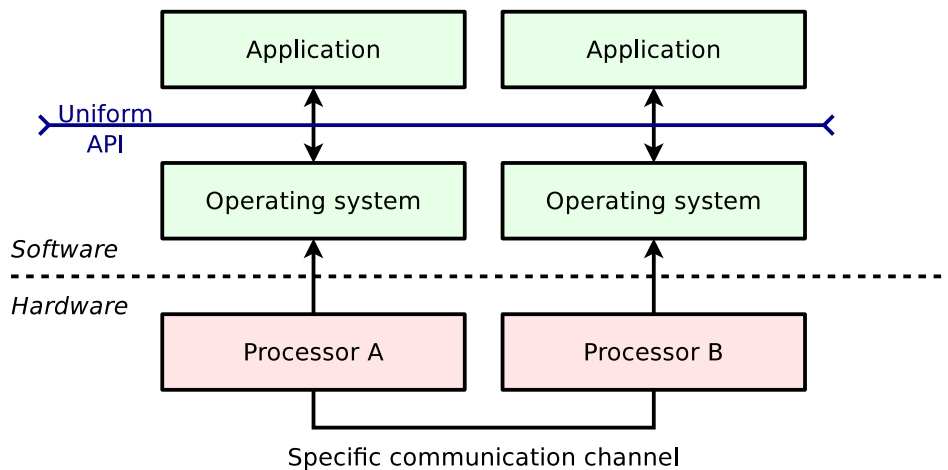 Application
Application
Uniform
API
Operating system
Operating system
Software
Hardware
Processor A
Processor B
Specific communication channel